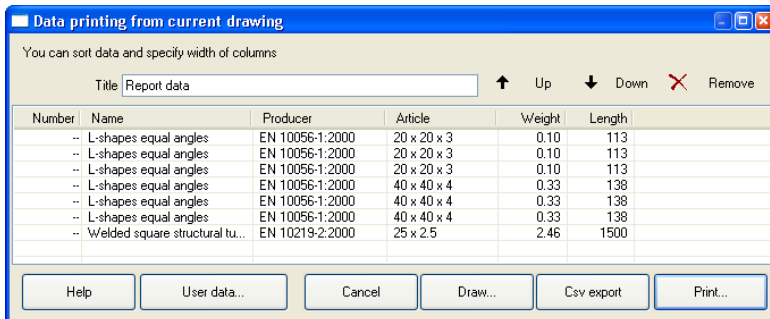 Data printing from current drawing
You can sort data and specify width of columns
Title Report data Up Down Remove
Number Name Producer Article Weight Length
-- L-shapes equal angles EN 10056-1:2000 20 x 20 x 3 0.10 113
-- L-shapes equal angles EN 10056-1:2000 20 x 20 x 3 0.10 113
-- L-shapes equal angles EN 10056-1:2000 20 x 20 x 3 0.10 113
-- L-shapes equal angles EN 10056-1:2000 40 x 40 x 4 0.33 138
-- L-shapes equal angles EN 10056-1:2000 40 x 40 x 4 0.33 138
-- L-shapes equal angles EN 10056-1:2000 40 x 40 x 4 0.33 138
-- Welded square structural tu... EN 10219-2:2000 25 x 2.5 2.46 1500
Help User data... Cancel Draw... Csv export Print...